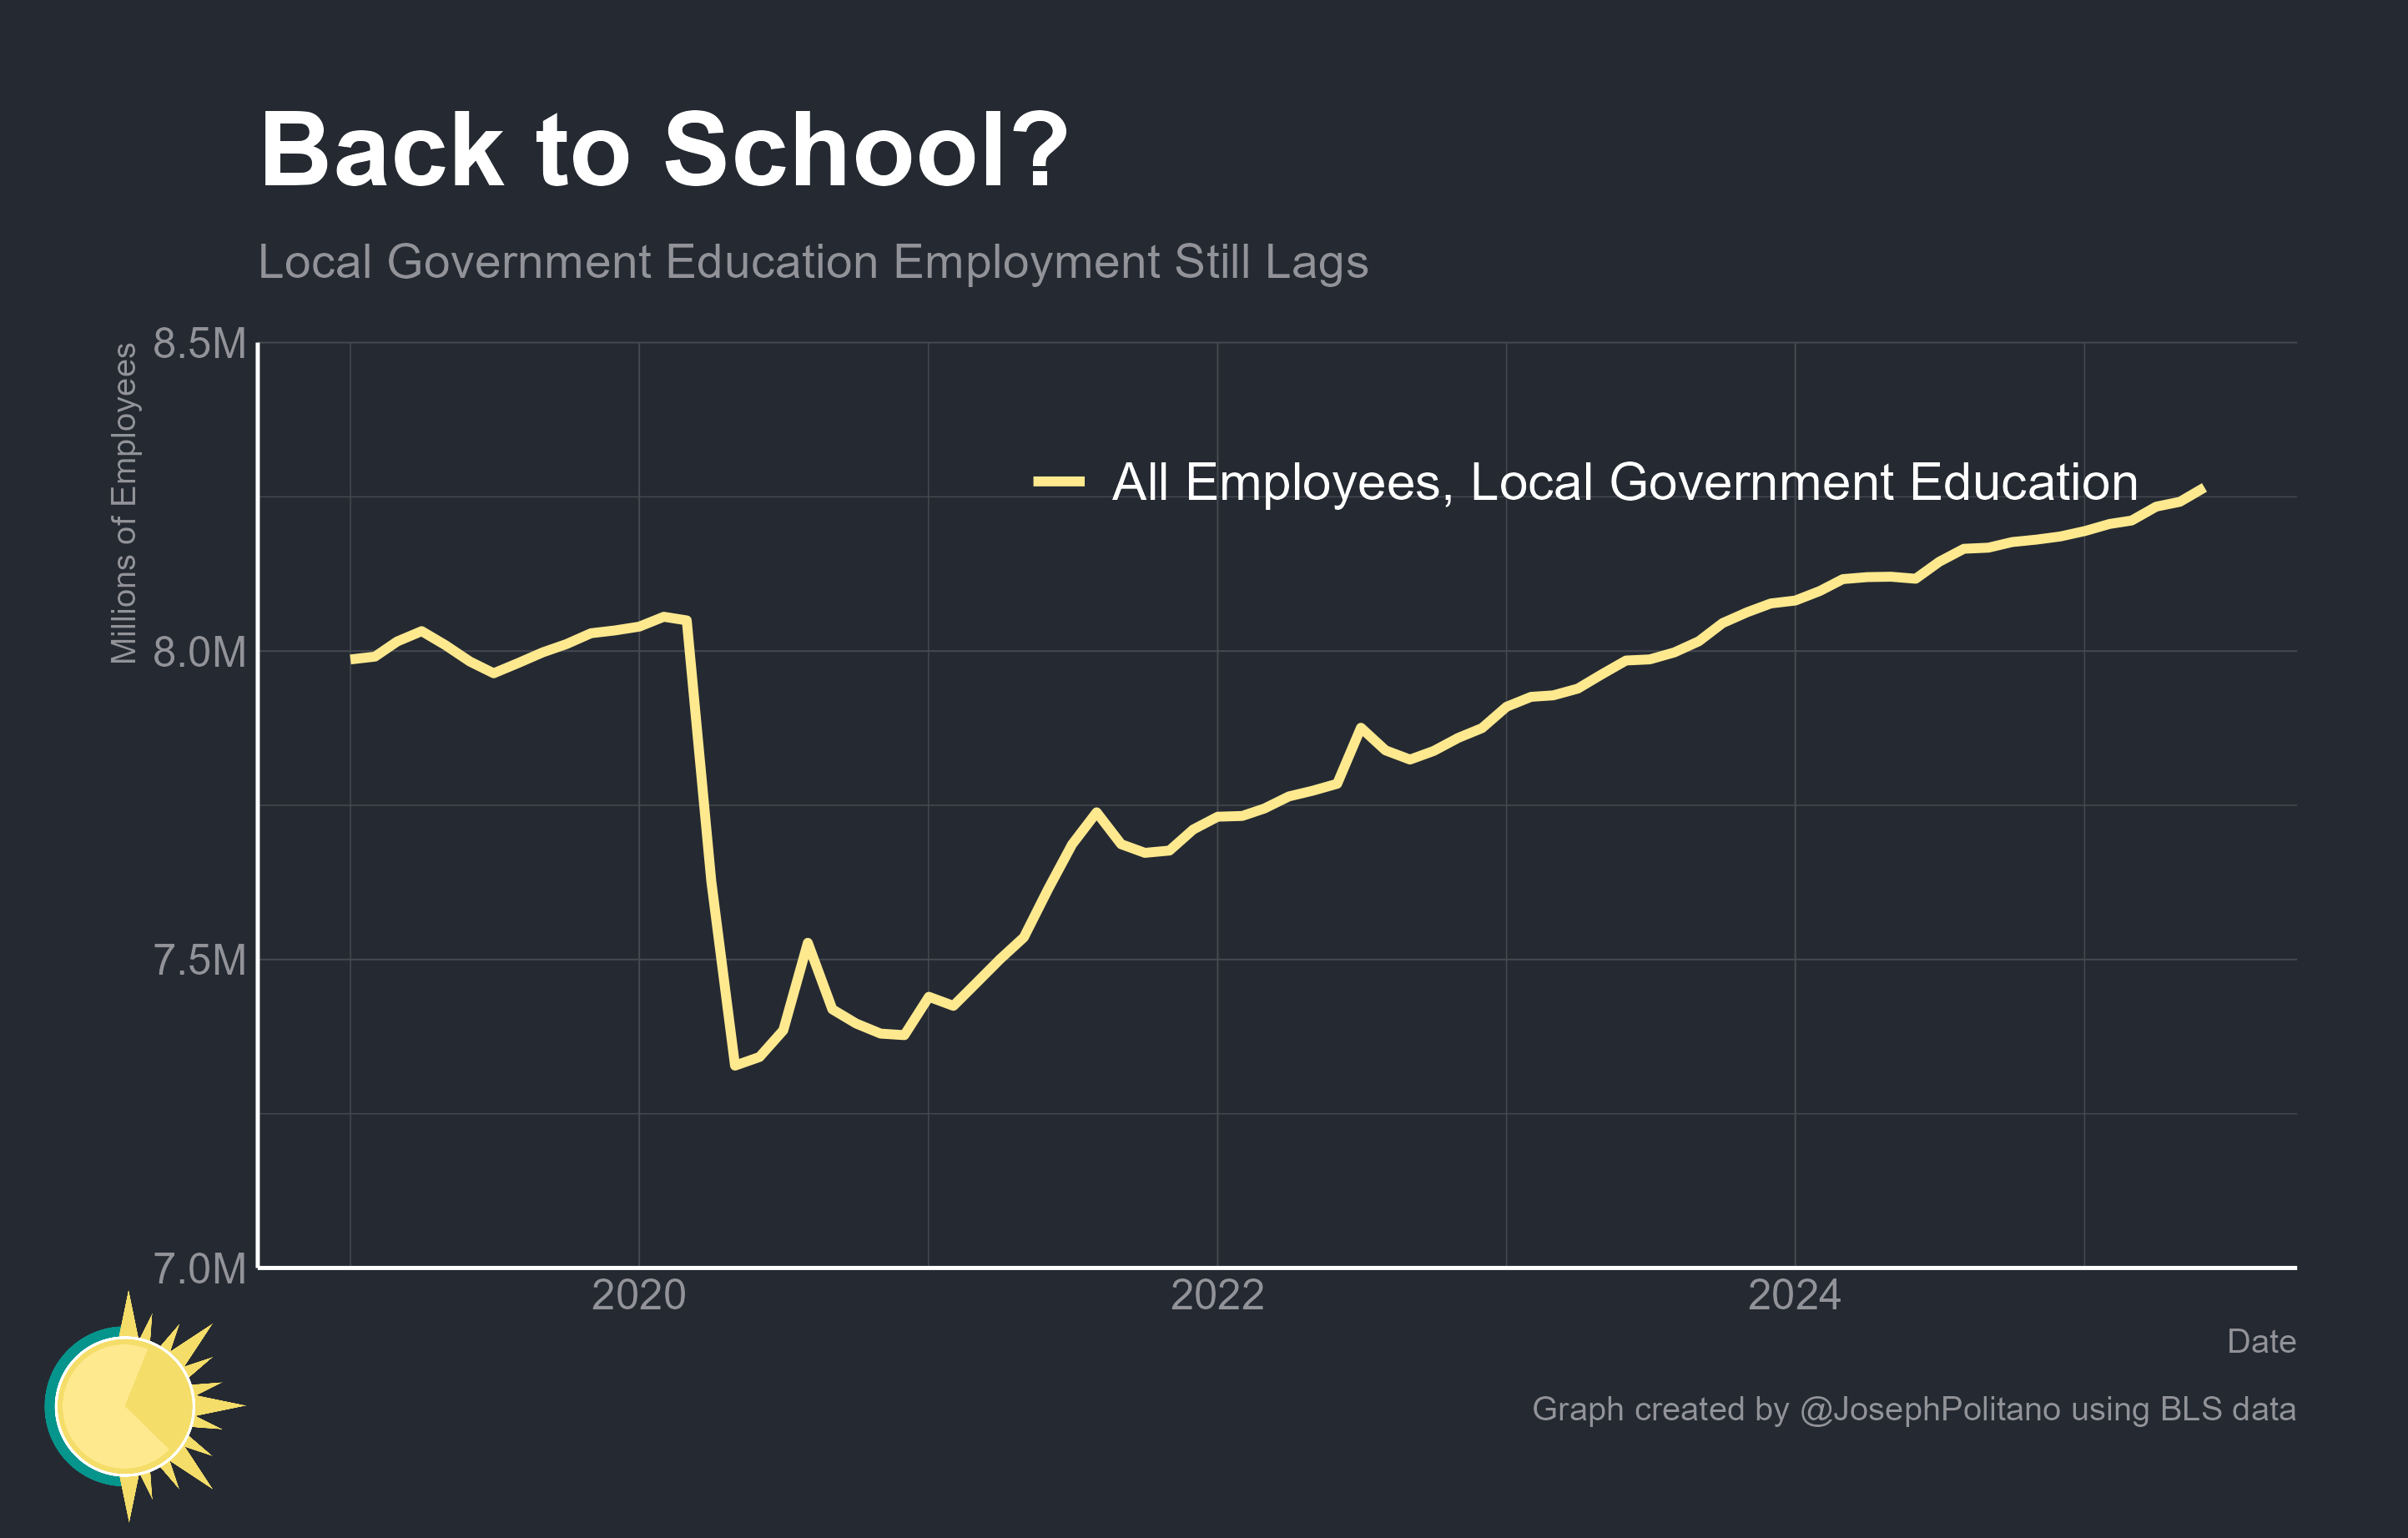 Back to School?
Local Government Education Employment Still Lags
Millions of Employees
8.5M
8.0M
7.5M
7.0M
All Employees, Local Government Education
2020
2022
2024
Date
Graph created by @JosephPolitano using BLS data